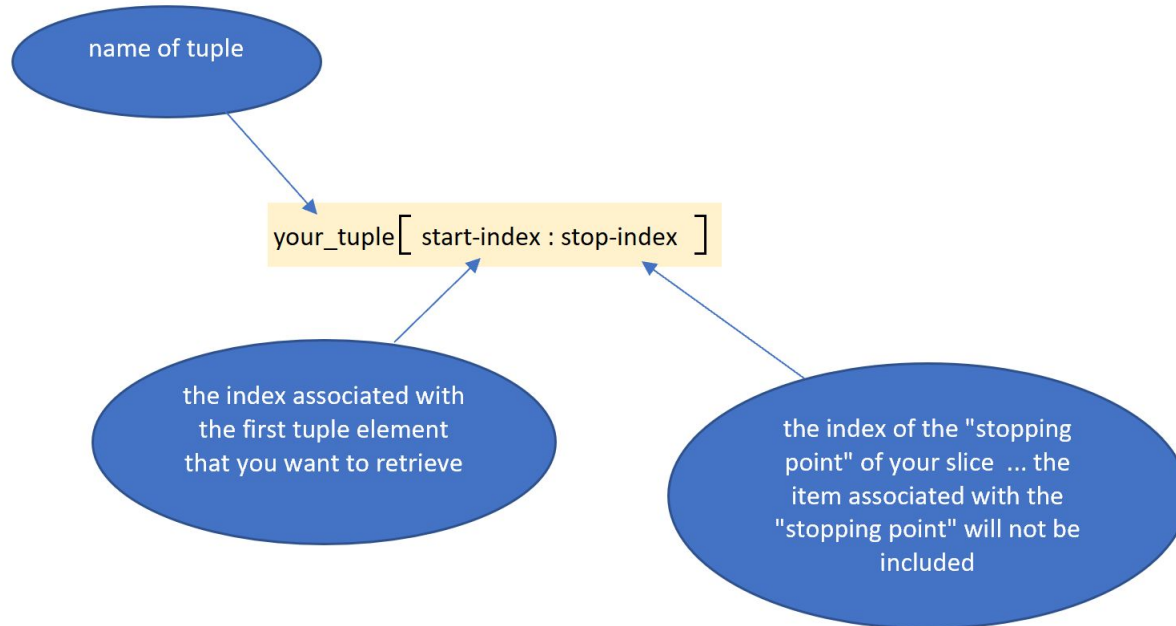 name of tuple
your_tuple[ start-index : stop-index ]
the index associated with
the first tuple element
that you want to retrieve
the index of the "stopping
point" of your slice ... the
item associated with the
"stopping point" will not be
included